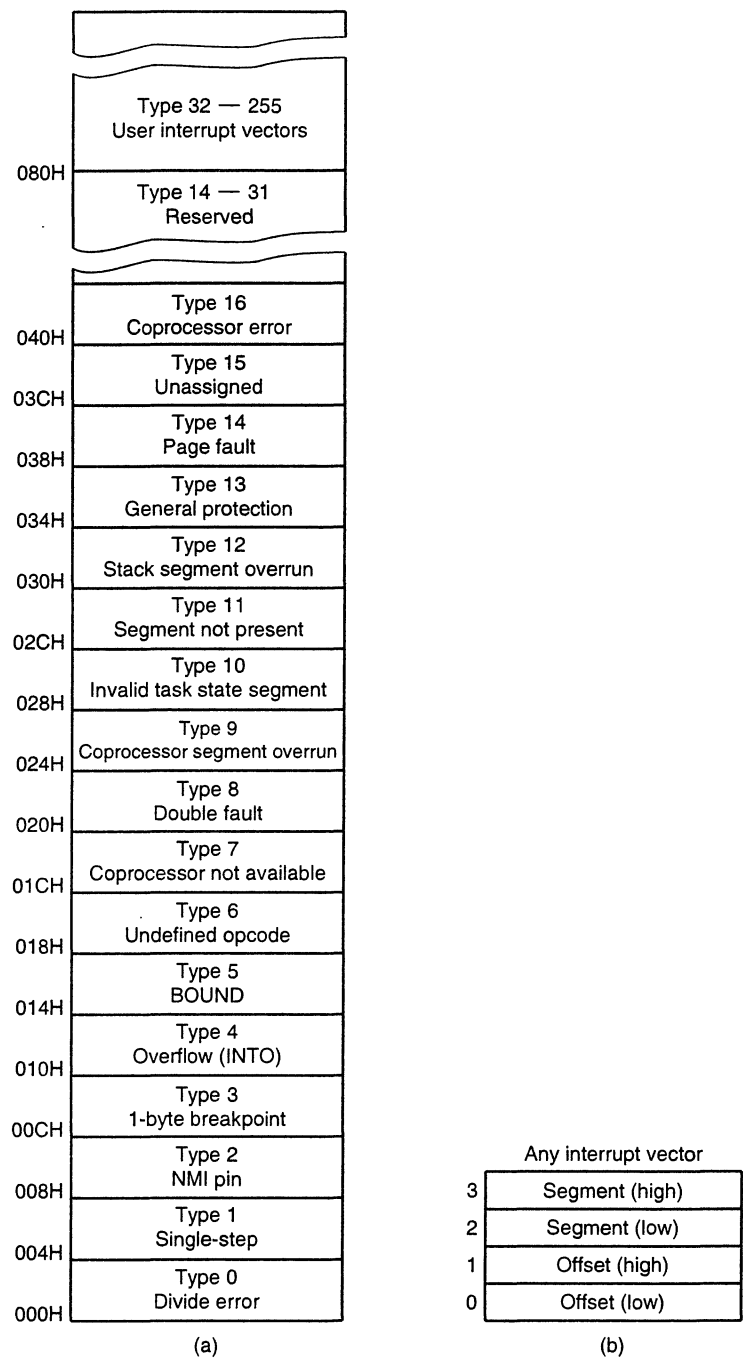 Type 32 — 255
User interrupt vectors
080H
Type 14 — 31
Reserved
Type 16
Coprocessor error
040H
Type 15
Unassigned
03CH
Type 14
Page fault
038H
Type 13
General protection
034H
Type 12
Stack segment overrun
030H
Type 11
Segment not present
02CH
Type 10
Invalid task state segment
028H
Type 9
Coprocessor segment overrun
024H
Type 8
Double fault
020H
Type 7
Coprocessor not available
01CH
Type 6
Undefined opcode
018H
Type 5
BOUND
014H
Type 4
Overflow (INTO)
010H
Type 3
1-byte breakpoint
00CH
Type 2
NMI pin
008H
Type 1
Single-step
004H
Type 0
Divide error
000H
(a)
Any interrupt vector
3 Segment (high)
2 Segment (low)
1 Offset (high)
0 Offset (low)
(b)